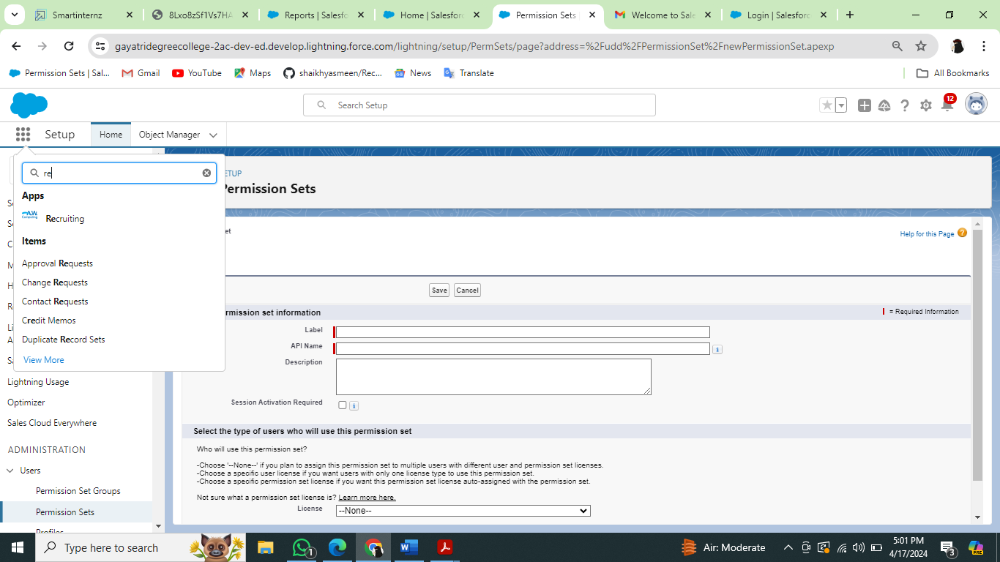 Smartinternz
8Lxo8zSf1Vs7HA
Reports | Salesfo
Home | Salesforc
Permission Sets |
Welcome to Sale
Login | Salesforc
gayatridegreecollege-2ac-dev-ed.develop.lightning.force.com/lightning/setup/PermSets/page?address=%2Fudd%2FPermissionSet%2FnewPermissionSet.apexp
Permission Sets | Sal...
Gmail
YouTube
Maps
shaikhyasmeen/Rec...
News
Translate
All Bookmarks
Search Setup
12
Setup
Home
Object Manager
re
Apps
Recruiting
Items
Approval Requests
Change Requests
Contact Requests
Credit Memos
Duplicate Record Sets
View More
Lightning Usage
Optimizer
Sales Cloud Everywhere
ADMINISTRATION
Users
Permission Set Groups
Permission Sets
Profiles
ETUP
Permission Sets
et
Help for this Page
Save
Cancel
rmission set information
= Required Information
Label
API Name
Description
Session Activation Required
Select the type of users who will use this permission set
Who will use this permission set?
-Choose '--None--' if you plan to assign this permission set to multiple users with different user and permission set licenses.
-Choose a specific user license if you want users with only one license type to use this permission set.
-Choose a specific permission set license if you want this permission set license auto-assigned with the permission set.
Not sure what a permission set license is? Learn more here.
License
--None--
Type here to search
1
Air: Moderate
5:01 PM
4/17/2024
3
PRE